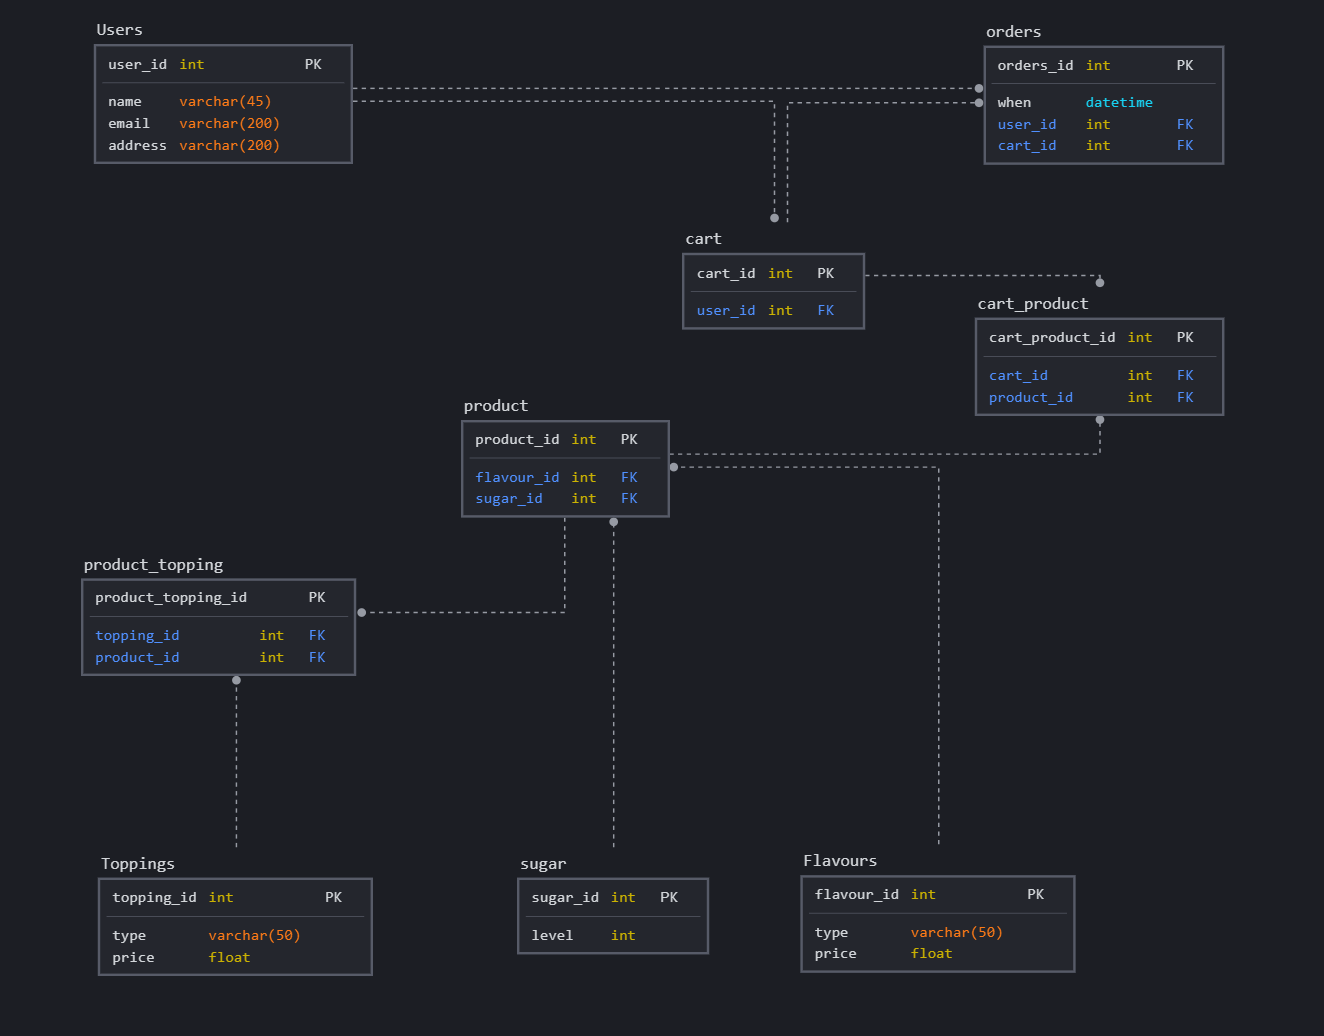 Users
user_id int PK
name varchar(45)
email varchar(200)
address varchar(200)
orders
orders_id int PK
when datetime
user_id int FK
cart_id int FK
cart
cart_id int PK
user_id int FK
cart_product
cart_product_id int PK
cart_id int FK
product_id int FK
product
product_id int PK
flavour_id int FK
sugar_id int FK
product_topping
product_topping_id PK
topping_id int FK
product_id int FK
Toppings
topping_id int PK
type varchar(50)
price float
sugar
sugar_id int PK
level int
Flavours
flavour_id int PK
type varchar(50)
price float